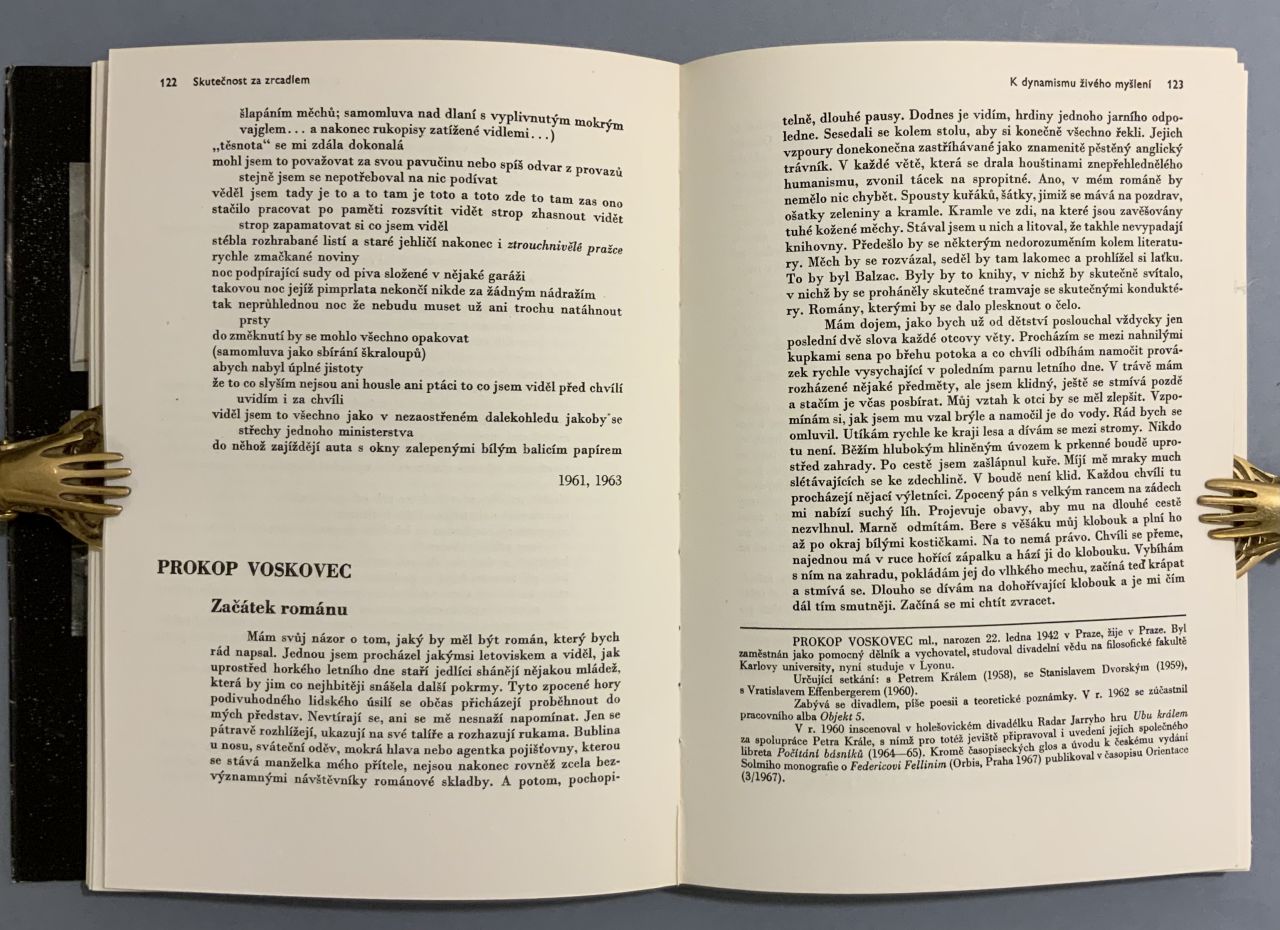 122 Skutečnost za zrcadlem
šlapáním měchů; samomluva nad dlaní s vyplivnutým mokrým
vajglem... a nakonec rukopisy zatížené vidlemi...)
„těsnota“ se mi zdála dokonalá
mohl jsem to považovat za svou pavučinu nebo spíš odvar z provazů
stejně jsem se nepotřeboval na nic podívat
věděl jsem tady je to a to tam je toto a toto zde to tam zas ono
stačilo pracovat po paměti rozsvítit vidět strop zhasnout vidět
strop zapamatovat si co jsem viděl
stébla rozhrabané listí a staré jehličí nakonec i ztrouchnivělé pražce
rychle zmačkané noviny
noc podpírající sudy od piva složené v nějaké garáži
takovou noc jejíž pimprlata nekončí nikde za žádným nádražím
tak neprůhlednou noc že nebudu muset už ani trochu natáhnout
prsty
do změknutí by se mohlo všechno opakovat
(samomluva jako sbírání škraloupů)
abych nabyl úplné jistoty
že to co slyším nejsou ani housle ani ptáci to co jsem viděl před chvílí
uvidím i za chvíli
viděl jsem to všechno jako v nezaostřeném dalekohledu jakoby se
střechy jednoho ministerstva
do něhož zajíždějí auta s okny zalepenými bílým balicím papírem
1961, 1963
PROKOP VOSKOVEC
Začátek románu
Mám svůj názor o tom, jaký by měl být román, který bych
rád napsal. Jednou jsem procházel jakýmsi letoviskem a viděl, jak
uprostřed horkého letního dne staří jedlíci shánějí nějakou mládež,
která by jim co nejhbitěji snášela další pokrmy. Tyto zpocené hory
podivuhodného lidského úsilí se občas přicházejí proběhnout do
mých představ. Nevtírají se, ani se mě nesnaží napomínat. Jen se
pátravě rozhlížejí, ukazují na své talíře a rozhazují rukama. Bublina
u nosu, sváteční oděv, mokrá hlava nebo agentka pojišťovny, kterou
se stává manželka mého přítele, nejsou nakonec rovněž zcela bez-
významnými návštěvníky románové skladby. A potom, pochopi-
K dynamismu živého myšlení 123
telně, dlouhé pausy. Dodnes je vidím, hrdiny jednoho jarního odpo-
ledne. Sesedali se kolem stolu, aby si konečně všechno řekli. Jejich
vzpoury donekonečna zastříhávané jako znamenitě pěstěný anglický
trávník. V každé větě, která se drala houštinami znepřehledнělého
humanismu, zvonil tácek na spropitné. Ano, v mém románě by
nemělo nic chybět. Spousty kuřáků, šátky, jimiž se mává na pozdrav,
ošatky zeleniny a kramle. Kramle ve zdi, na které jsou zavěšovány
tuhé kožené měchy. Stával jsem u nich a litoval, že takhle nevypadají
knihovny. Předešlo by se některým nedorozuměním kolem literatu-
ry. Měch by se rozvázal, seděl by tam lakomec a prohlížel si laťku.
To by byl Balzac. Byly by to knihy, v nichž by skutečně svítalo,
v nichž by se proháněly skutečné tramvaje se skutečnými kondukté-
ry. Romány, kterými by se dalo plesknout o čelo.
Mám dojem, jako bych už od dětství poslouchal vždycky jen
poslední dvě slova každé otcovy věty. Procházím se mezi nahnilými
kupkami sena po břehu potoka a co chvíli odbíhám namočit prová-
zek rychle vysychající v poledním parnu letního dne. V trávě mám
rozházené nějaké předměty, ale jsem klidný, ještě se stmívá pozdě
a stačím je včas posbírat. Můj vztah k otci by se měl zlepšit. Vzpo-
mínám si, jak jsem mu vzal brýle a namočil je do vody. Rád bych se
omluvil. Utíkám rychle ke kraji lesa a dívám se mezi stromy. Nikdo
tu není. Běžím hlubokým hliněným úvozem k prkenné boudě upro-
střed zahrady. Po cestě jsem zašlápnul kuře. Míjí mě mraky much
slétávajících se ke zdechlině. V boudě není klid. Každou chvíli tu
procházejí nějací výletníci. Zpocený pán s velkým rancem na zádech
mi nabízí suchý líh. Projevuje obavy, aby mu na dlouhé cestě
nezvlhnul. Marně odmítám. Bere s věšáku můj klobouk a plní ho
až po okraj bílými kostičkami. Na to nemá právo. Chvíli se přeme,
najednou má v ruce hořící zápalku a hází ji do klobouku. Vybíhám
s ním na zahradu, pokládám jej do vlhkého mechu, začíná teď krápat
a stmívá se. Dlouho se dívám na dohořívající klobouk a je mi čím
dál tím smutněji. Začíná se mi chtít zvracet.
PROKOP VOSKOVEC ml., narozen 22. ledna 1942 v Praze, žije v Praze. Byl
zaměstnán jako pomocný dělník a vychovatel, studoval divadelní vědu na filosofické fakultě
Karlovy university, nyní studuje v Lyonu.
Určující setkání: s Petrem Králem (1958), se Stanislavem Dvorským (1959),
s Vratislavem Effenbergerem (1960).
Zabývá se divadlem, píše poesii a teoretické poznámky. V r. 1962 se zúčastnil
pracovního alba Objekt 5.
V r. 1960 inscenoval v holešovickém divadélku Radar Jarryho hru Ubu králem
za spolupráce Petra Krále, s nímž pro totéž jeviště připravoval i uvedení jejich společného
libreta Počítání básníků (1964—65). Kromě časopiseckých glos a úvodu k českému vydání
Solmiho monografie o Federicovi Fellinim (Orbis, Praha 1967) publikoval v časopisu Orientace
(3/1967).